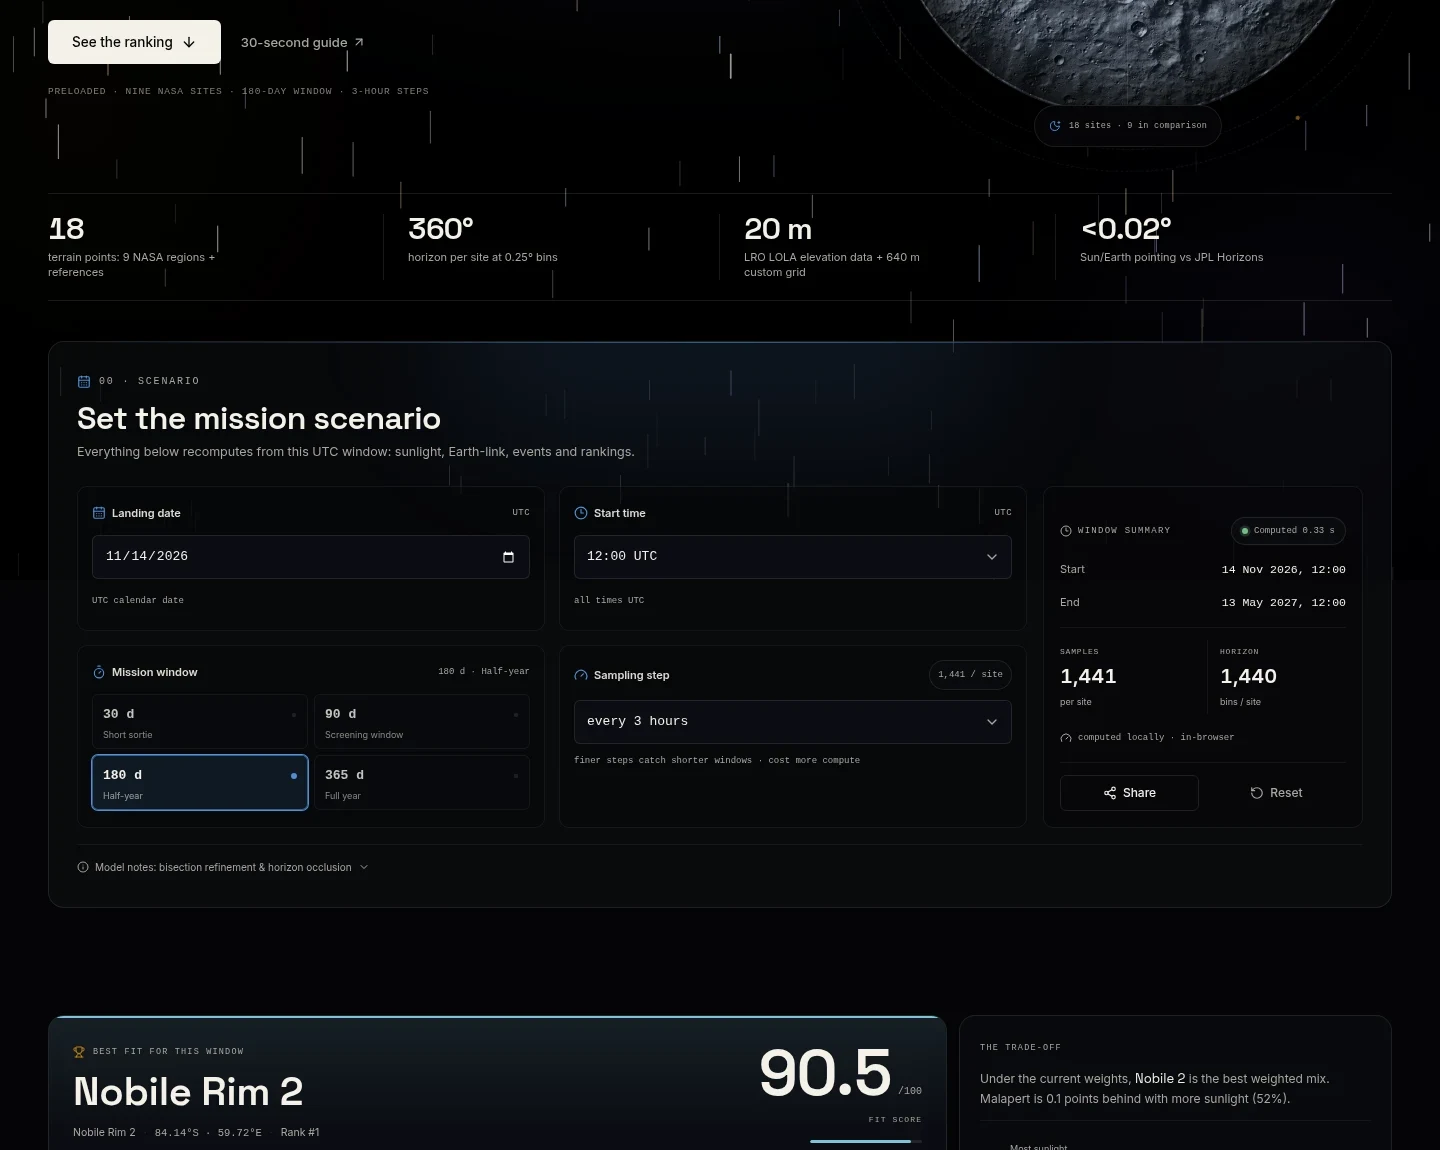 See the ranking
30-second guide
PRELOADED · NINE NASA SITES · 180-DAY WINDOW · 3-HOUR STEPS
18 sites · 9 in comparison
18
terrain points: 9 NASA regions +
references
360°
horizon per site at 0.25° bins
20 m
LRO LOLA elevation data + 640 m
custom grid
<0.02°
Sun/Earth pointing vs JPL Horizons
00 · SCENARIO
Set the mission scenario
Everything below recomputes from this UTC window: sunlight, Earth-link, events and rankings.
Landing date
UTC
11/14/2026
UTC calendar date
Start time
UTC
12:00 UTC
all times UTC
Mission window
180 d · Half-year
30 d
Short sortie
90 d
Screening window
180 d
Half-year
365 d
Full year
Sampling step
1,441 / site
every 3 hours
finer steps catch shorter windows · cost more compute
WINDOW SUMMARY
Computed 0.33 s
Start
14 Nov 2026, 12:00
End
13 May 2027, 12:00
SAMPLES
1,441
per site
HORIZON
1,440
bins / site
computed locally · in-browser
Share
Reset
Model notes: bisection refinement & horizon occlusion
BEST FIT FOR THIS WINDOW
Nobile Rim 2
Nobile Rim 2 · 84.14°S · 59.72°E · Rank #1
90.5 /100
FIT SCORE
THE TRADE-OFF
Under the current weights, Nobile 2 is the best weighted mix.
Malapert is 0.1 points behind with more sunlight (52%).
Most sunlight